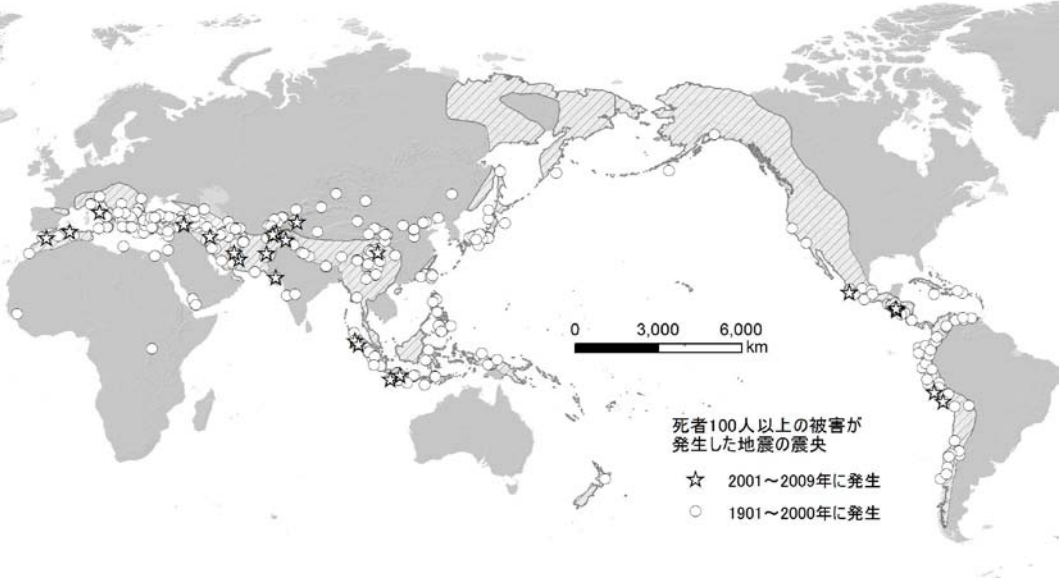 0 3,000 6,000
km
死者100人以上の被害が
発生した地震の震央
2001～2009年に発生
1901～2000年に発生